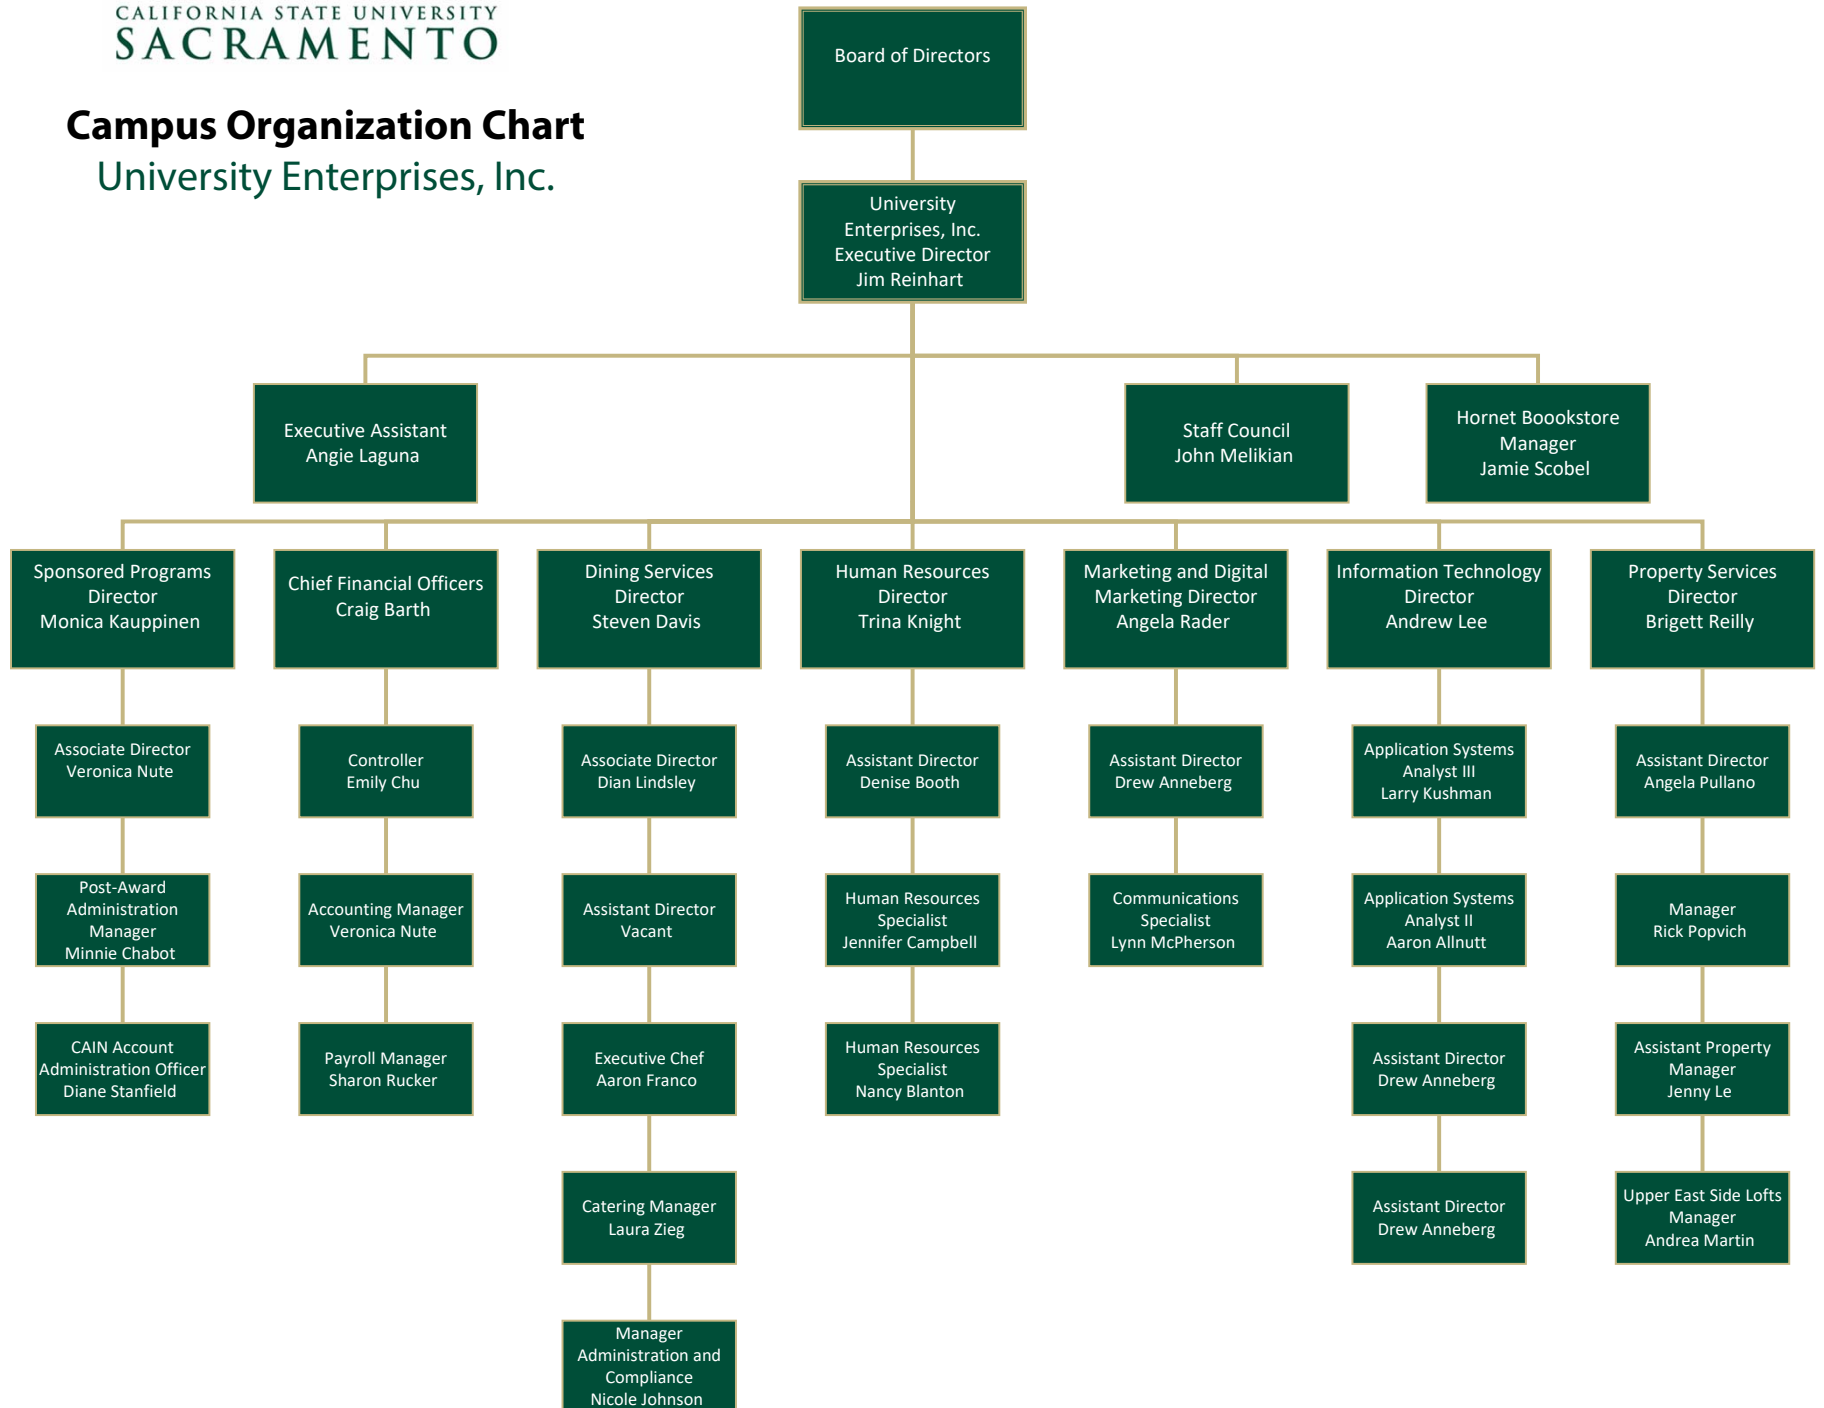 CALIFORNIA STATE UNIVERSITY
SACRAMENTO
Campus Organization Chart
University Enterprises, Inc.
Board of Directors
University
Enterprises, Inc.
Executive Director
Jim Reinhart
Executive Assistant
Angie Laguna
Staff Council
John Melikian
Hornet Boookstore
Manager
Jamie Scobel
Sponsored Programs
Director
Monica Kauppinen
Chief Financial Officers
Craig Barth
Dining Services
Director
Steven Davis
Human Resources
Director
Trina Knight
Marketing and Digital
Marketing Director
Angela Rader
Information Technology
Director
Andrew Lee
Property Services
Director
Brigett Reilly
Associate Director
Veronica Nute
Controller
Emily Chu
Associate Director
Dian Lindsley
Assistant Director
Denise Booth
Assistant Director
Drew Anneberg
Application Systems
Analyst III
Larry Kushman
Assistant Director
Angela Pullano
Post-Award
Administration
Manager
Minnie Chabot
Accounting Manager
Veronica Nute
Assistant Director
Vacant
Human Resources
Specialist
Jennifer Campbell
Communications
Specialist
Lynn McPherson
Application Systems
Analyst II
Aaron Allnutt
Manager
Rick Popvich
CAIN Account
Administration Officer
Diane Stanfield
Payroll Manager
Sharon Rucker
Executive Chef
Aaron Franco
Human Resources
Specialist
Nancy Blanton
Assistant Director
Drew Anneberg
Assistant Property
Manager
Jenny Le
Catering Manager
Laura Zieg
Assistant Director
Drew Anneberg
Upper East Side Lofts
Manager
Andrea Martin
Manager
Administration and
Compliance
Nicole Johnson